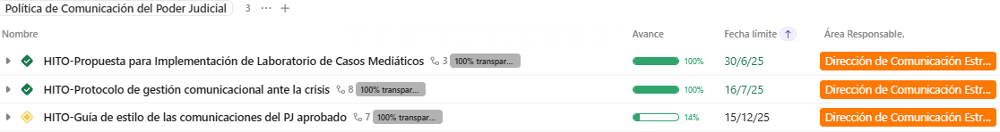 Política de Comunicación del Poder Judicial 3 ... +
Nombre Avance Fecha límite ↑ Área Responsable.
HITO-Propuesta para Implementación de Laboratorio de Casos Mediáticos 3 100% transpar... 100% 30/6/25 Dirección de Comunicación Estr...
HITO-Protocolo de gestión comunicacional ante la crisis 8 100% transpar... 100% 16/7/25 Dirección de Comunicación Estr...
HITO-Guía de estilo de las comunicaciones del PJ aprobado 7 100% transpar... 14% 15/12/25 Dirección de Comunicación Estr...